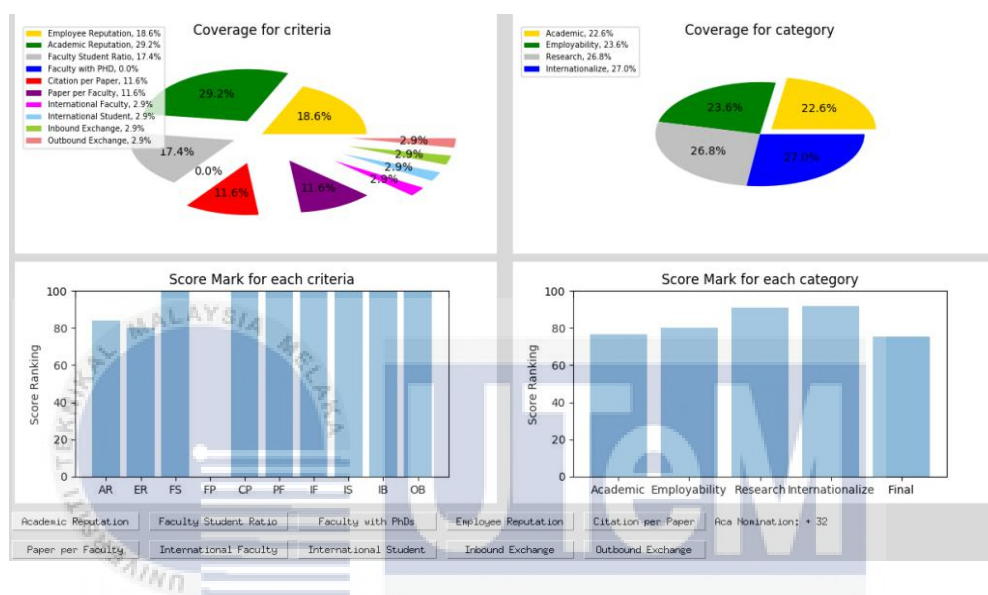 Coverage for criteria
Employee Reputation, 18.6%
Academic Reputation, 29.2%
Faculty Student Ratio, 17.4%
Faculty with PHD, 0.0%
Citation per Paper, 11.6%
Paper per Faculty, 11.6%
International Faculty, 2.9%
International Student, 2.9%
Inbound Exchange, 2.9%
Outbound Exchange, 2.9%
29.2%
18.6%
17.4%
0.0%
11.6%
11.6%
2.9%
2.9%
2.9%
2.9%
Coverage for category
Academic, 22.6%
Employability, 23.6%
Research, 26.8%
Internationalize, 27.0%
23.6%
22.6%
26.8%
27.0%
Score Mark for each criteria
Score Ranking
100
80
60
40
20
0
AR ER FS FP CP PF IF IS IB OB
Score Mark for each category
Score Ranking
100
80
60
40
20
0
Academic Employability Research Internationalize Final
Academic Reputation Faculty Student Ratio Faculty with PhDs Employee Reputation Citation per Paper Aca Nomination: + 32
Paper per Faculty International Faculty International Student Inbound Exchange Outbound Exchange
UNIVERSITI TEKNIKAL MALAYSIA MELAKA
UTeM